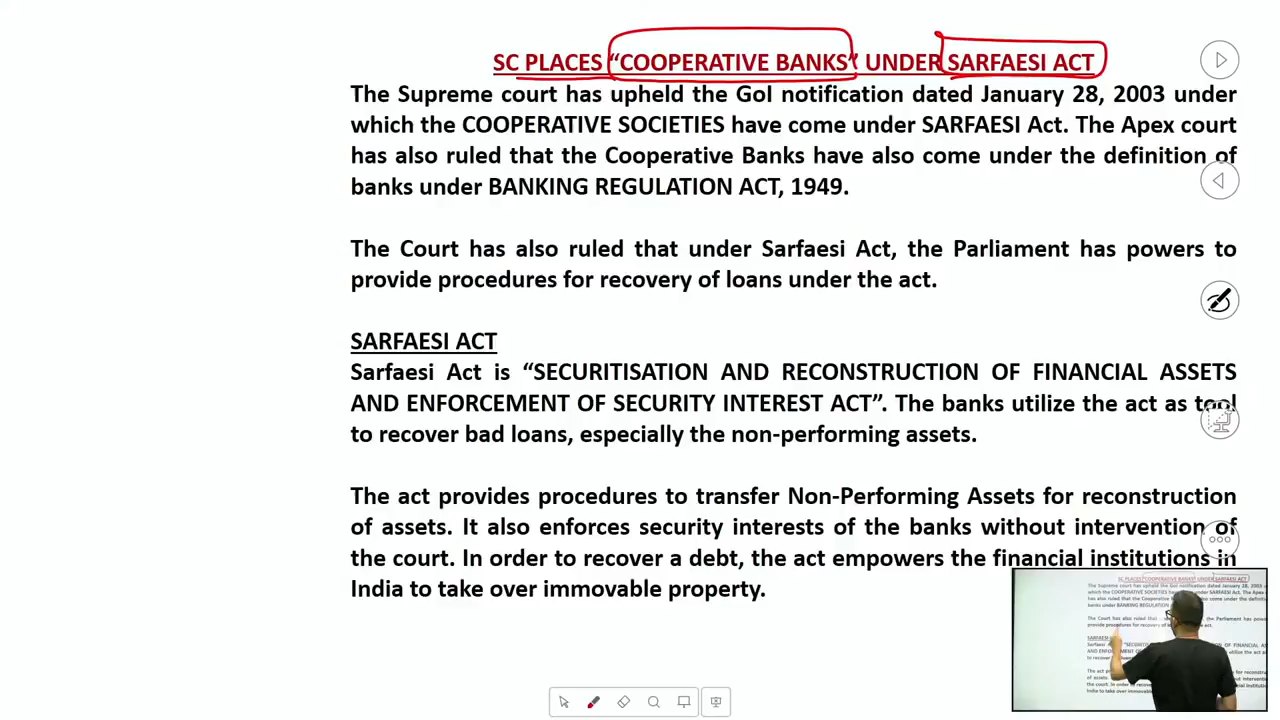 SC PLACES “COOPERATIVE BANKS” UNDER SARFAESI ACT
The Supreme court has upheld the GoI notification dated January 28, 2003 under
which the COOPERATIVE SOCIETIES have come under SARFAESI Act. The Apex court
has also ruled that the Cooperative Banks have also come under the definition of
banks under BANKING REGULATION ACT, 1949.
The Court has also ruled that under Sarfaesi Act, the Parliament has powers to
provide procedures for recovery of loans under the act.
SARFAESI ACT
Sarfaesi Act is “SECURITISATION AND RECONSTRUCTION OF FINANCIAL ASSETS
AND ENFORCEMENT OF SECURITY INTEREST ACT”. The banks utilize the act as tool
to recover bad loans, especially the non-performing assets.
The act provides procedures to transfer Non-Performing Assets for reconstruction
of assets. It also enforces security interests of the banks without intervention of
the court. In order to recover a debt, the act empowers the financial institutions in
India to take over immovable property.